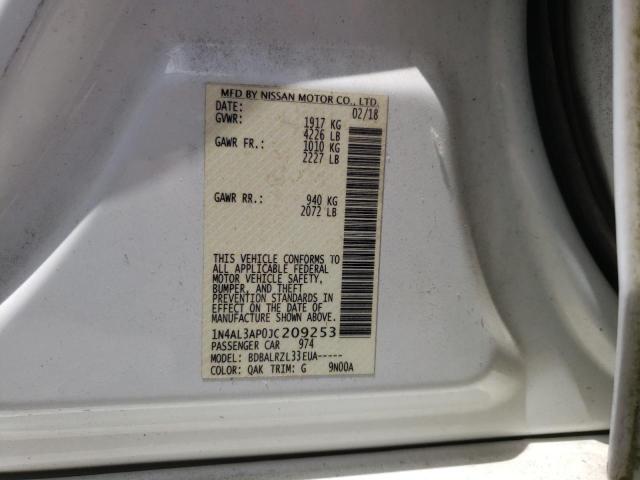 MFD BY NISSAN MOTOR CO., LTD.
DATE: 02/18
GVWR: 1917 KG
4226 LB
GAWR FR.: 1010 KG
2227 LB
GAWR RR.: 940 KG
2072 LB
THIS VEHICLE CONFORMS TO
ALL APPLICABLE FEDERAL
MOTOR VEHICLE SAFETY,
BUMPER, AND THEFT
PREVENTION STANDARDS IN
EFFECT ON THE DATE OF
MANUFACTURE SHOWN ABOVE.
1N4AL3AP0JC209253
PASSENGER CAR 974
MODEL: BDBALRZL33EUA-----
COLOR: QAK TRIM: G 9N00A